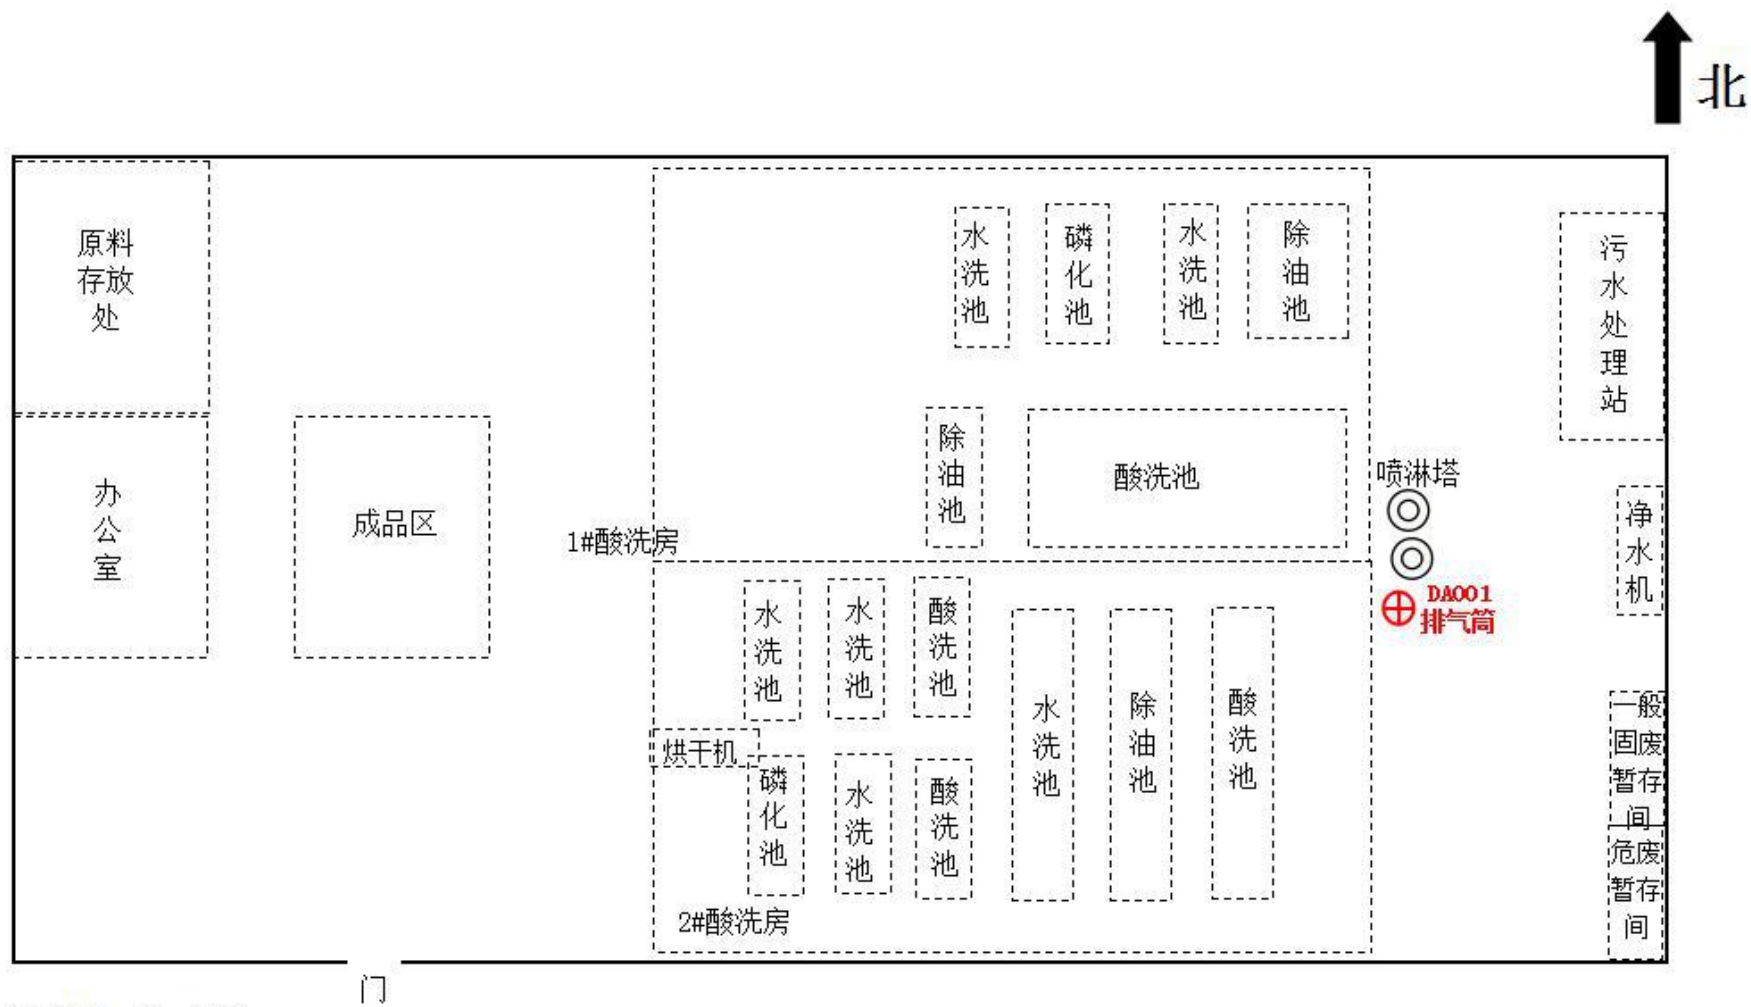 北
原料
存放
处
办
公
室
成品区
1#酸洗房
水
洗
池
磷
化
池
水
洗
池
除
油
池
除
油
池
酸洗池
喷淋塔
DA001
排气筒
污
水
处
理
站
净
水
机
水
洗
池
水
洗
池
酸
洗
池
烘干机
磷
化
池
水
洗
池
酸
洗
池
水
洗
池
除
油
池
酸
洗
池
2#酸洗房
一般
固废
暂存
间
危废
暂存
间
门